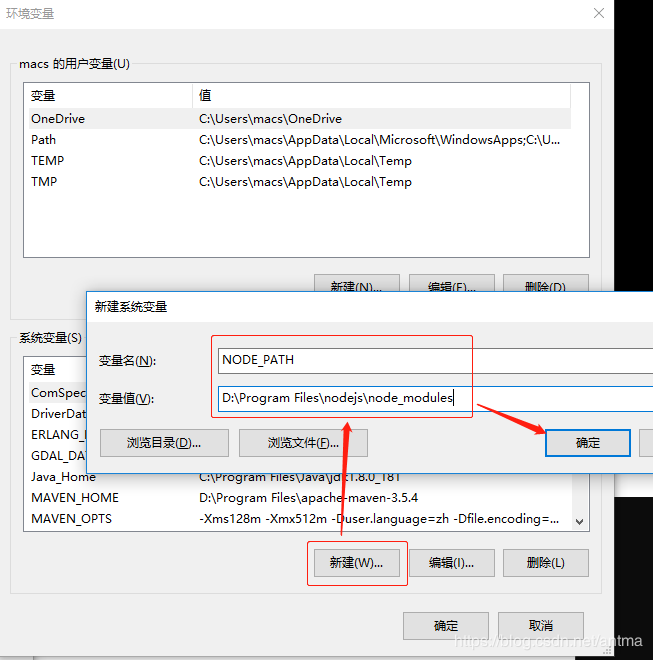 环境变量
macs 的用户变量(U)
变量 值
OneDrive C:\Users\macs\OneDrive
Path C:\Users\macs\AppData\Local\Microsoft\WindowsApps;C:\U...
TEMP C:\Users\macs\AppData\Local\Temp
TMP C:\Users\macs\AppData\Local\Temp
新建(N)... 编辑(E)... 删除(D)
新建系统变量
系统变量(S)
变量名(N): NODE_PATH
变量
变量值(V): D:\Program Files\nodejs\node_modules
ComSpec
DriverDat
ERLANG_
浏览目录(D)... 浏览文件(F)... 确定
GDAL_DA
Java_Home C:\Program Files\Java\jdk1.8.0_181
MAVEN_HOME D:\Program Files\apache-maven-3.5.4
MAVEN_OPTS -Xms128m -Xmx512m -Duser.language=zh -Dfile.encoding=...
新建(W)... 编辑(I)... 删除(L)
确定 取消
https://blog.csdn.net/antma